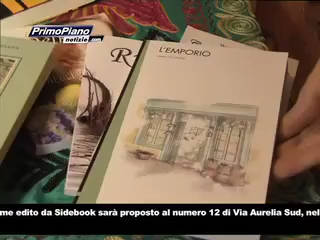 PrimoPiano
notizie.com
L'EMPORIO
me edito da Sidebook sarà proposto al numero 12 di Via Aurelia Sud, nel